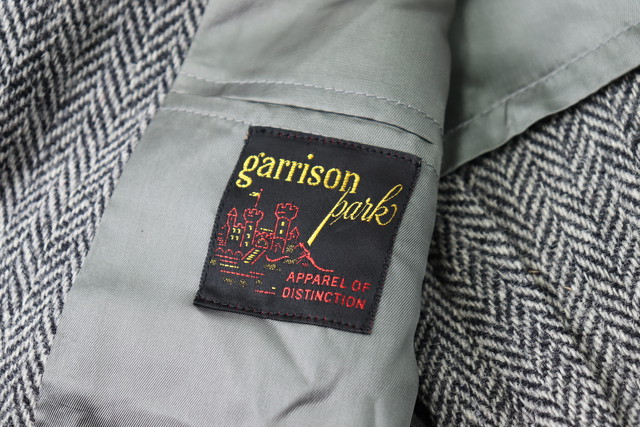 garrison
park
APPAREL OF
DISTINCTION